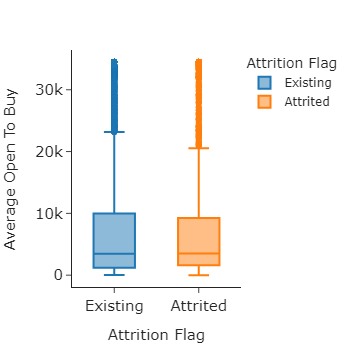 Attrition Flag
Existing
Attrited
Average Open To Buy
30k
20k
10k
0
Existing
Attrited
Attrition Flag